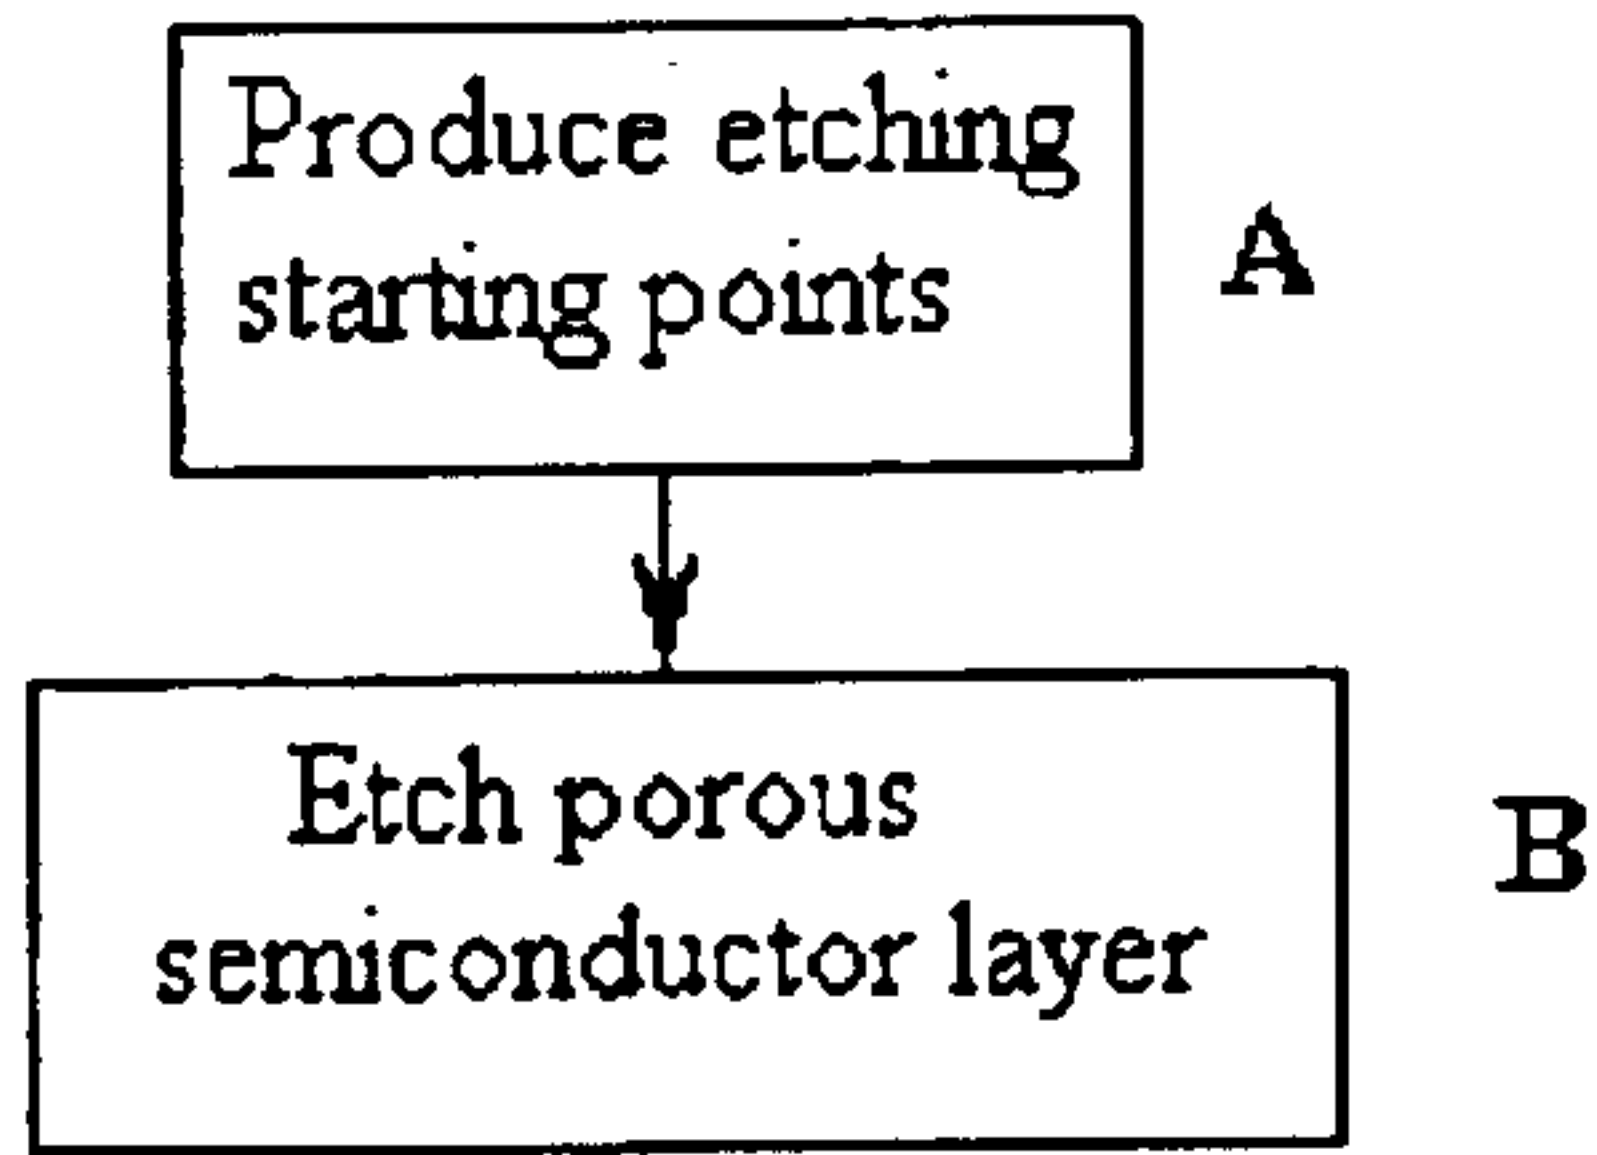 Produce etching
starting points
A
Etch porous
semiconductor layer
B